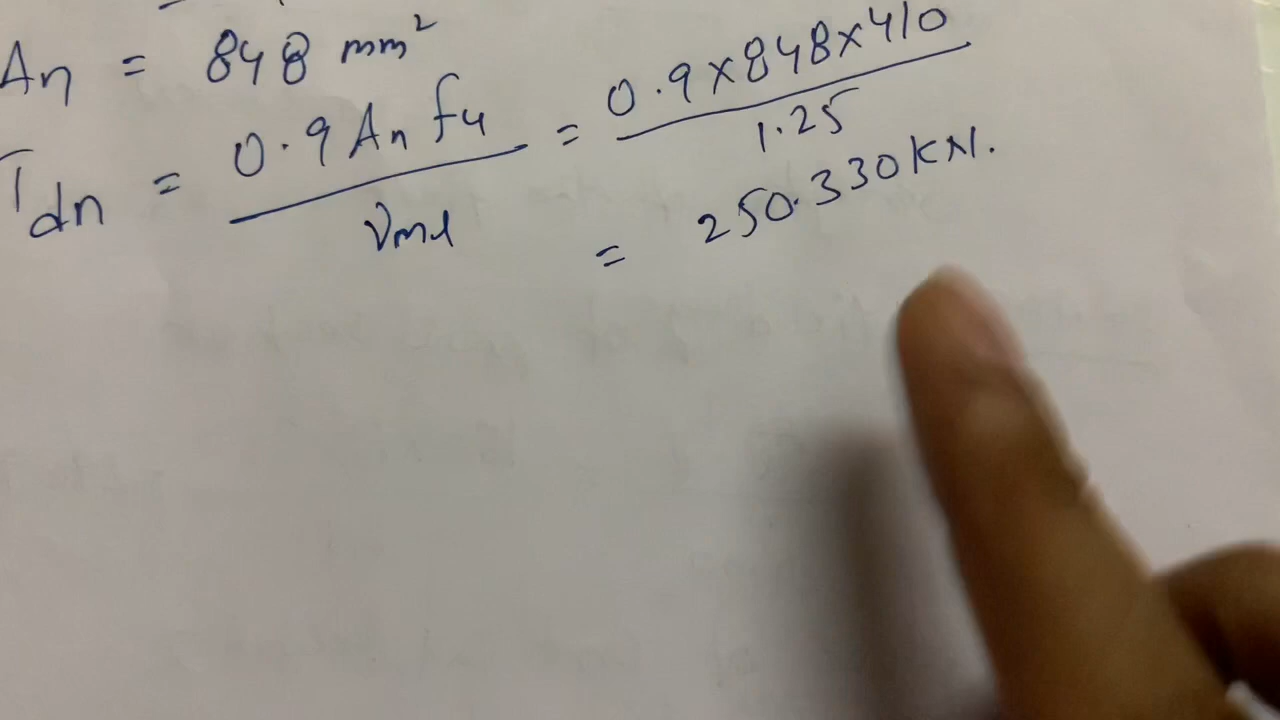 An = 848 mm²
Tdn = 0.9 An fu / γm1 = 0.9×848×410 / 1.25
= 250.330 KN.